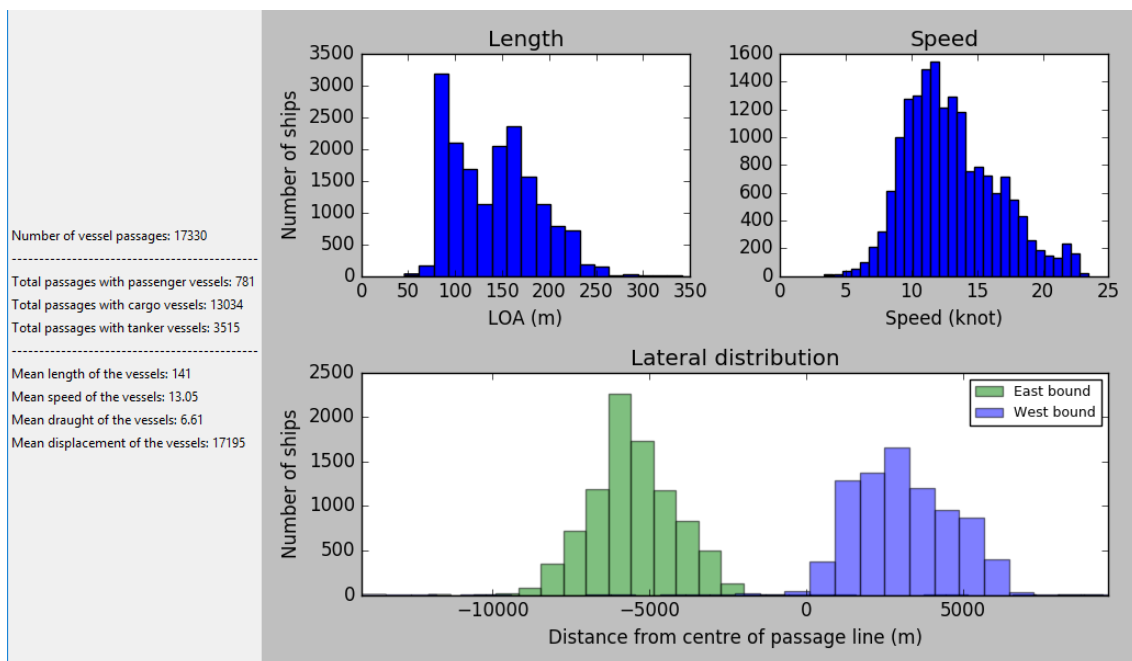 Number of vessel passages: 17330
--------------------------------------------------
Total passages with passenger vessels: 781
Total passages with cargo vessels: 13034
Total passages with tanker vessels: 3515
--------------------------------------------------
Mean length of the vessels: 141
Mean speed of the vessels: 13.05
Mean draught of the vessels: 6.61
Mean displacement of the vessels: 17195
Length
Number of ships
3500
3000
2500
2000
1500
1000
500
0
0 50 100 150 200 250 300 350
LOA (m)
Speed
1600
1400
1200
1000
800
600
400
200
0
0 5 10 15 20 25
Speed (knot)
Lateral distribution
Number of ships
2500
2000
1500
1000
500
0
East bound
West bound
−10000 −5000 0 5000
Distance from centre of passage line (m)